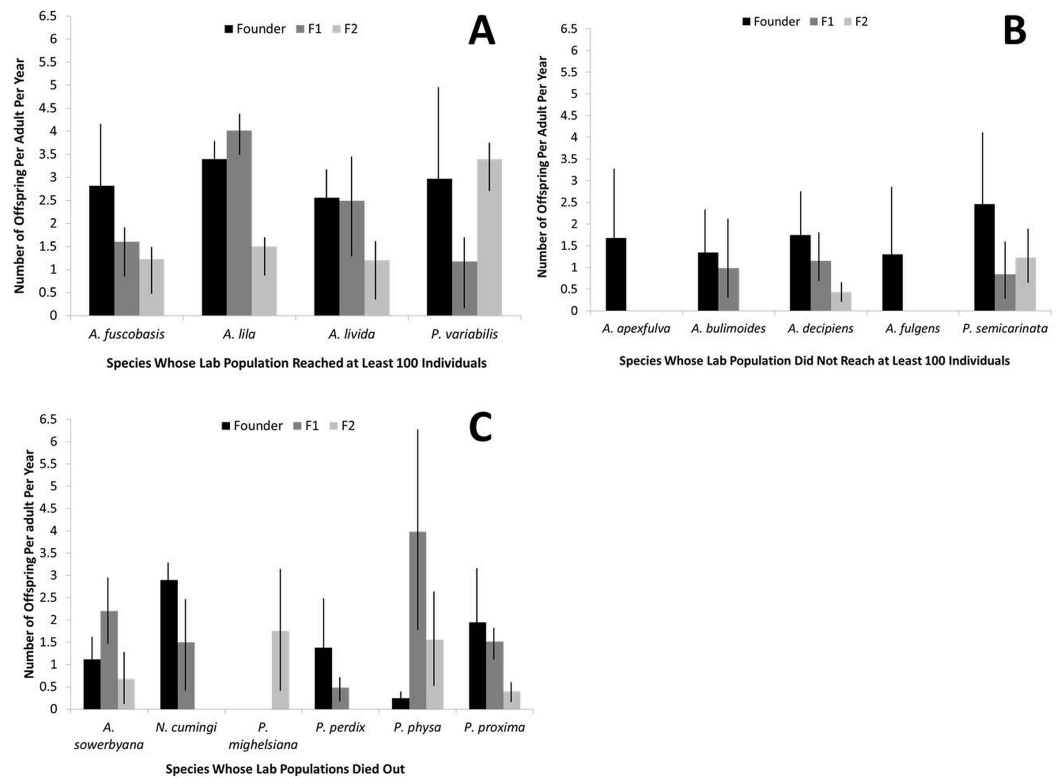 A
Founder F1 F2
Number of Offspring Per Adult Per Year
6.5
6
5.5
5
4.5
4
3.5
3
2.5
2
1.5
1
0.5
0
A. fuscobasis A. lila A. livida P. variabilis
Species Whose Lab Population Reached at Least 100 Individuals
B
Founder F1 F2
Number of Offspring Per Adult Per Year
6.5
6
5.5
5
4.5
4
3.5
3
2.5
2
1.5
1
0.5
0
A. apexfulva A. bulimoides A. decipiens A. fulgens P. semicarinata
Species Whose Lab Population Did Not Reach at Least 100 Individuals
C
Founder F1 F2
Number of Offspring Per adult Per Year
6.5
6
5.5
5
4.5
4
3.5
3
2.5
2
1.5
1
0.5
0
A. N. cumingi P. P. perdix P. physa P. proxima
sowerbyana mighelsiana
Species Whose Lab Populations Died Out